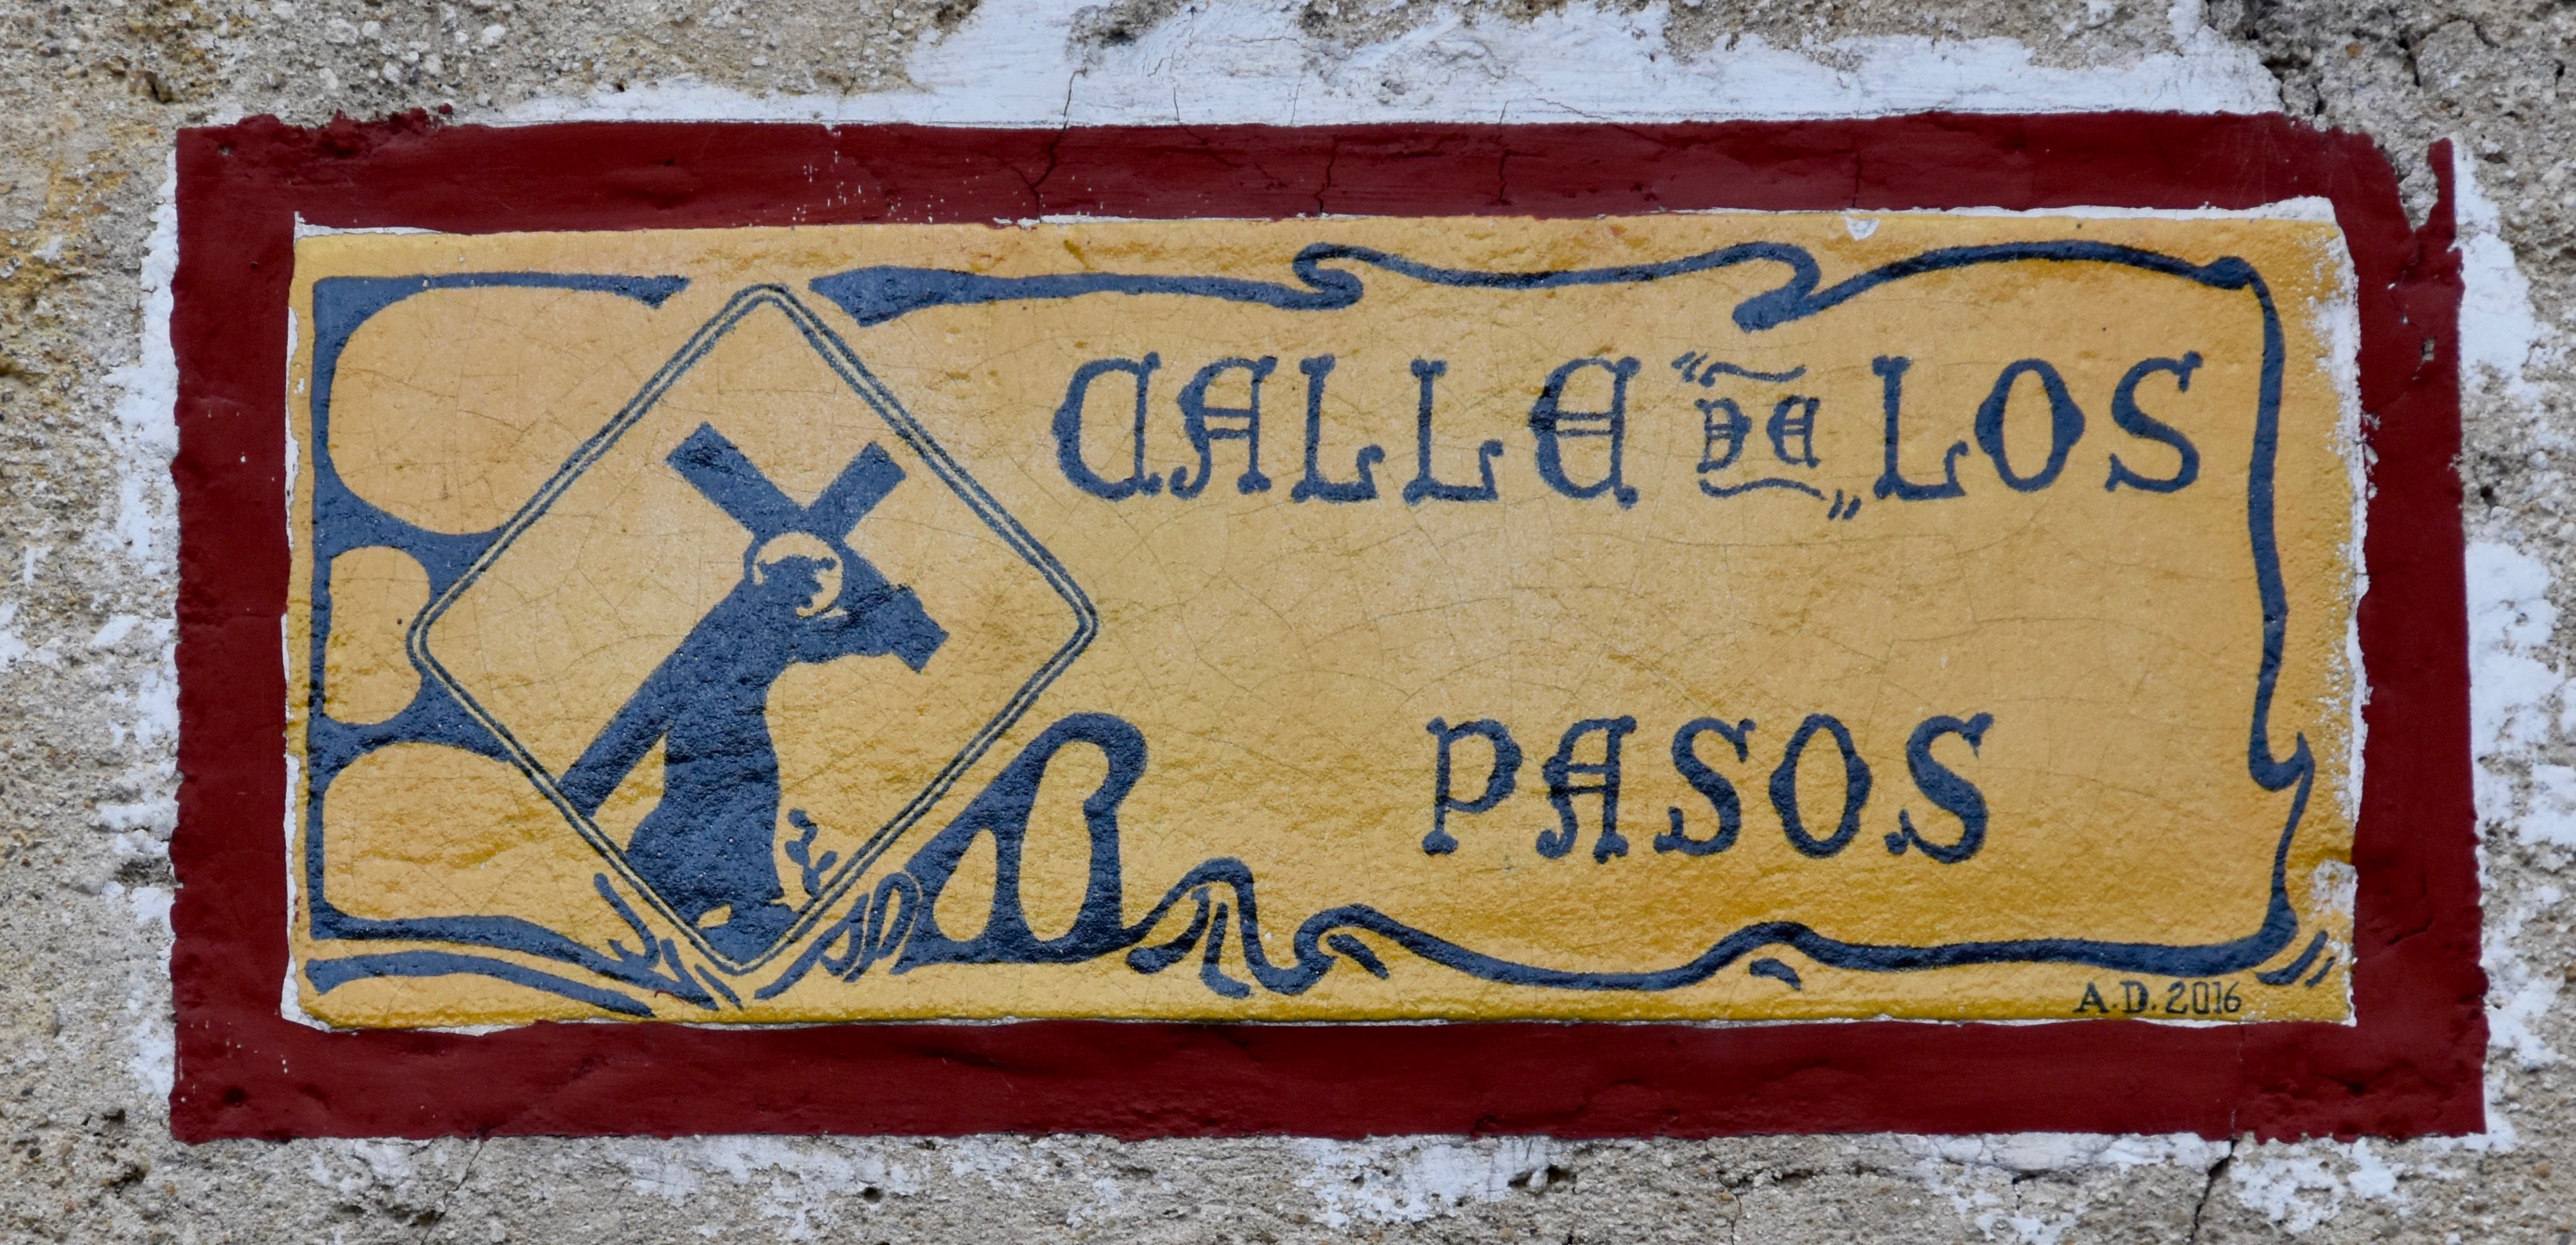 CALLE "DE" LOS
PASOS
A.D. 2016